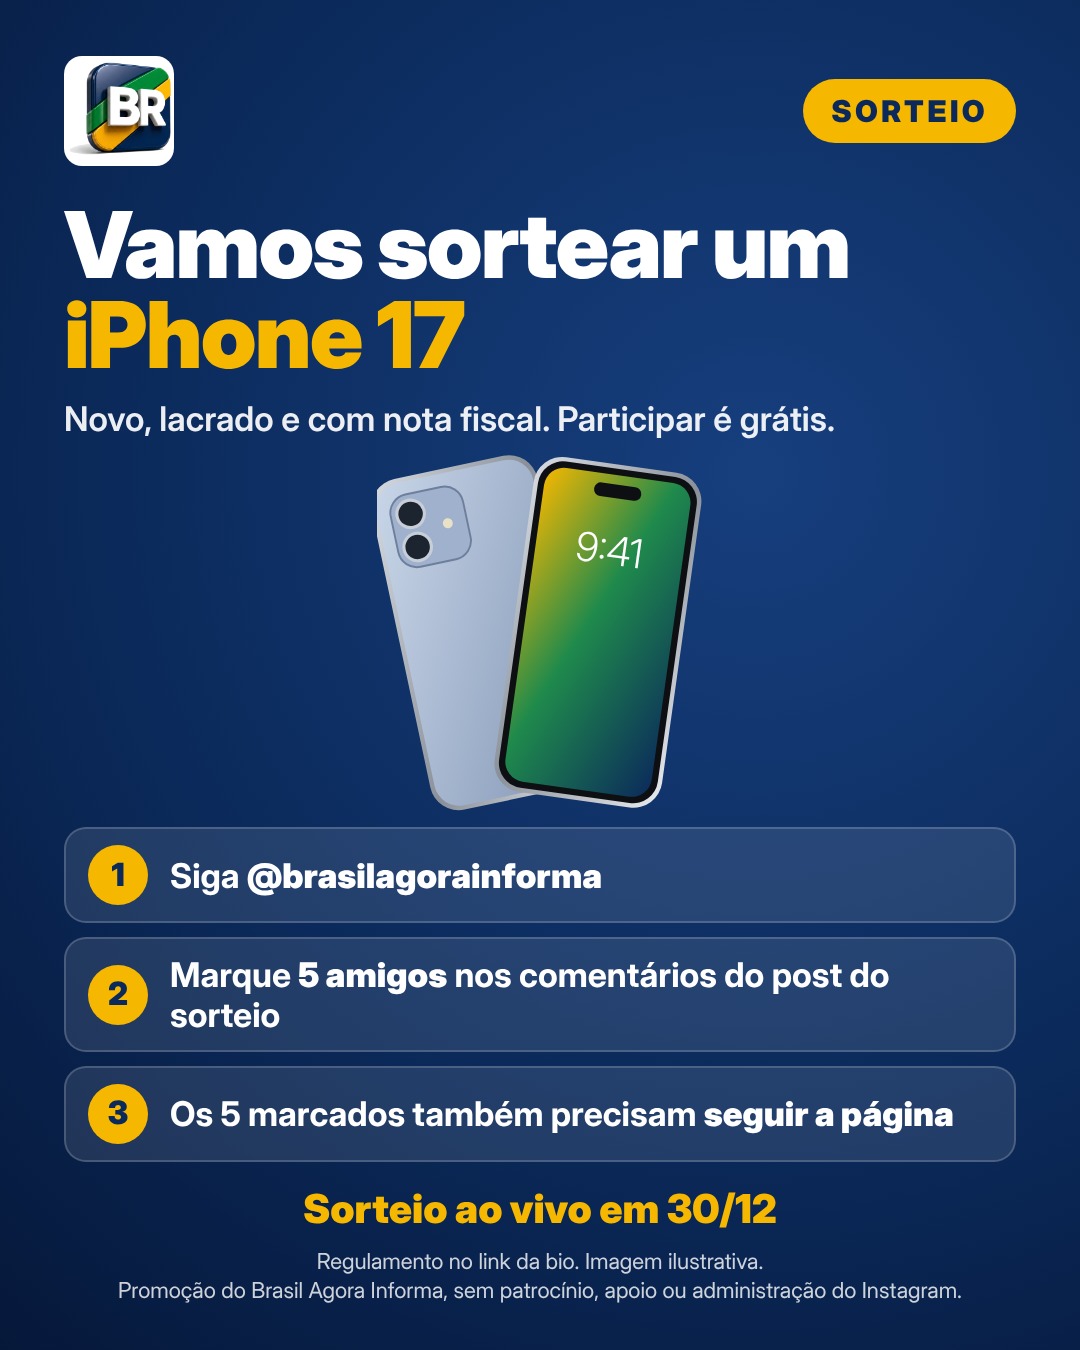 BR
SORTEIO
Vamos sortear um
iPhone 17
Novo, lacrado e com nota fiscal. Participar é grátis.
9:41
1 Siga @brasilagorainforma
2 Marque 5 amigos nos comentários do post do
sorteio
3 Os 5 marcados também precisam seguir a página
Sorteio ao vivo em 30/12
Regulamento no link da bio. Imagem ilustrativa.
Promoção do Brasil Agora Informa, sem patrocínio, apoio ou administração do Instagram.